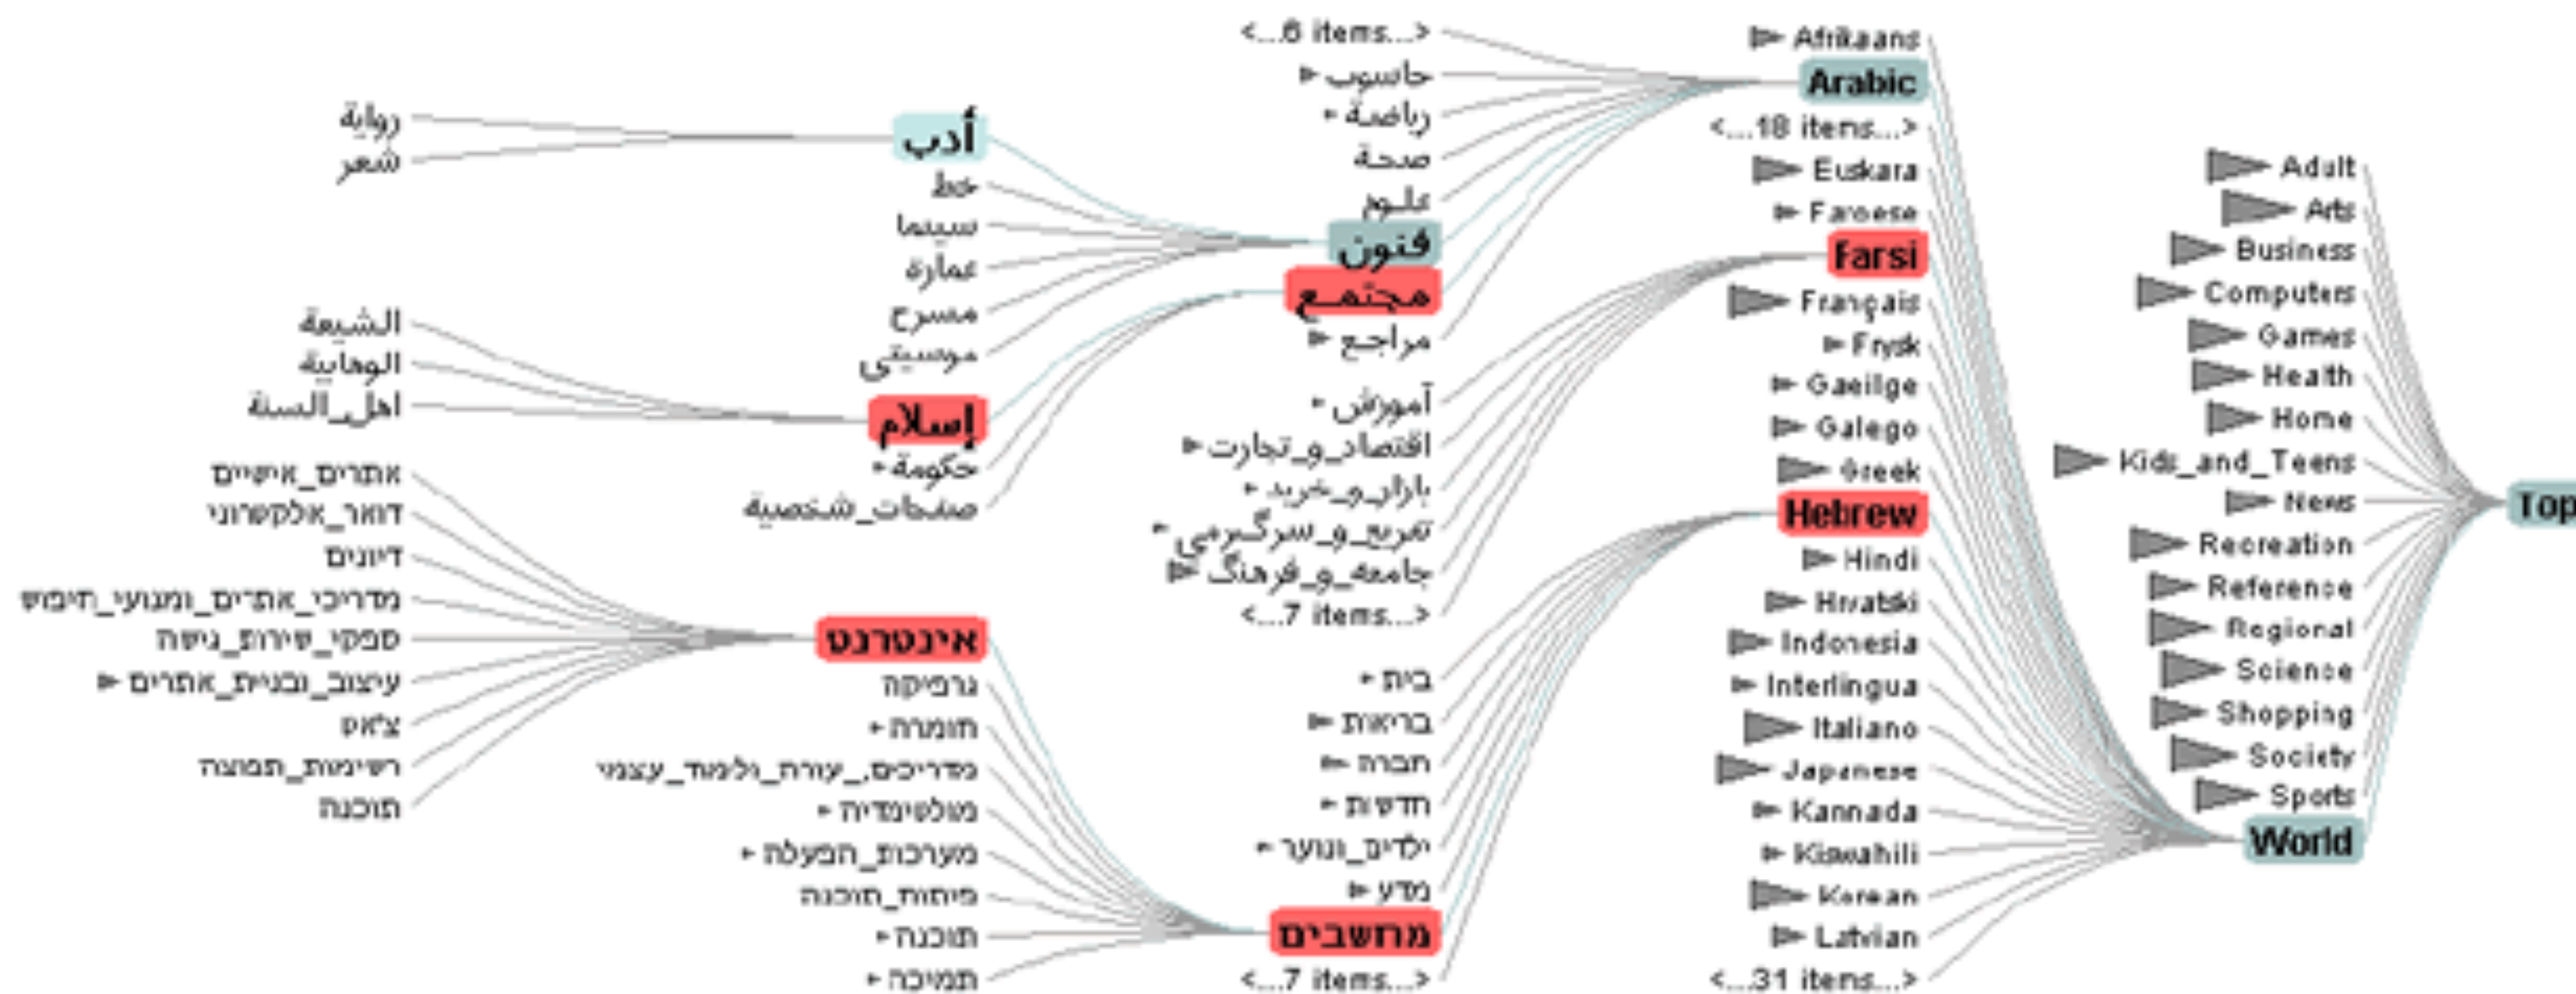 Top
Adult
Arts
Business
Computers
Games
Health
Home
Kids_and_Teens
News
Recreation
Reference
Regional
Science
Shopping
Society
Sports
World
Afrikaans
Arabic
<...18 items...>
Euskara
Faroese
Farsi
Français
Frysk
Gaeilge
Galego
Greek
Hebrew
Hindi
Hrvatski
Indonesia
Interlingua
Italiano
Japanese
Kannada
Kiswahili
Korean
Latvian
<...31 items...>
<...6 items...>
حاسوب
رياضة
صحة
علوم
فنون
مجتمع
مراجع
آموزش
اقتصاد_و_تجارت
بازار_و_خرید
تفریح_و_سرگرمی
جامعه_و_فرهنگ
<...7 items...>
בית
בריאות
חברה
חדשות
ילדים_ונוער
מדע
מחשבים
<...7 items...>
أدب
خط
سينما
عمارة
مسرح
موسيقى
إسلام
حكومة
صفحات_شخصية
אינטרנט
גרפיקה
חומרה
מדריכים,_עזרה_ולימוד_עצמי
מולטימדיה
מערכות_הפעלה
פיתוח_תוכנה
תוכנה
תמיכה
رواية
شعر
الشيعة
الوهابية
اهل_السنة
אתרים_אישיים
דואר_אלקטרוני
דיונים
מדריכי_אתרים_ומנועי_חיפוש
ספקי_שירות_גישה
עיצוב_ובניית_אתרים
צ'אט
רשימות_תפוצה
תוכנה